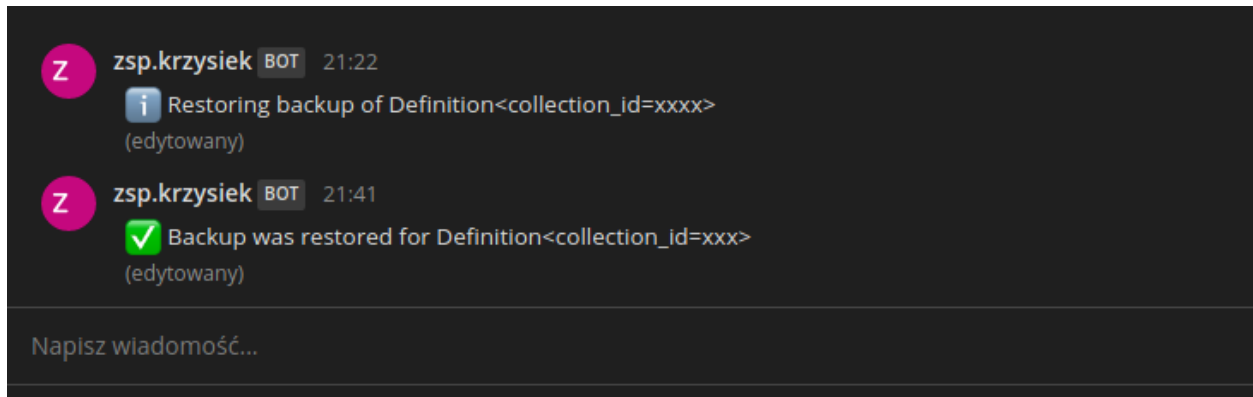 Z zsp.krzysiek BOT 21:22
i Restoring backup of Definition<collection_id=xxxx>
(edytowany)
Z zsp.krzysiek BOT 21:41
Backup was restored for Definition<collection_id=xxx>
(edytowany)
Napisz wiadomość...